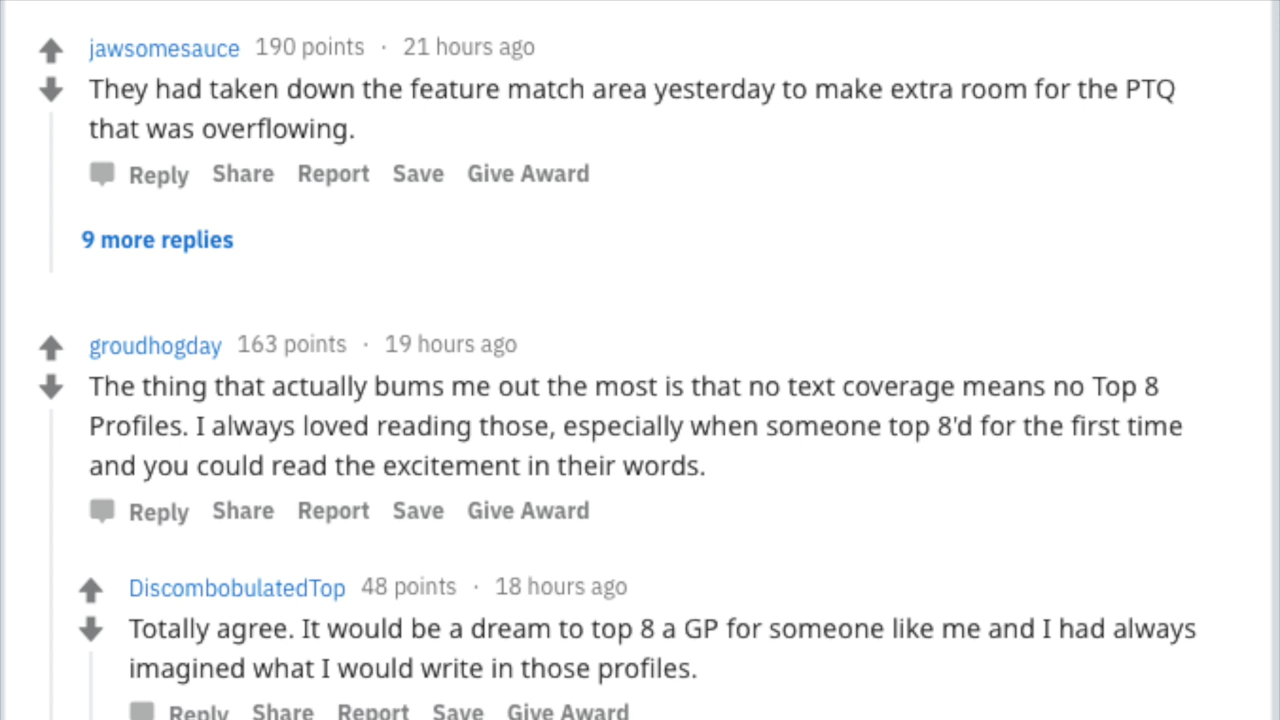 jawsomesauce 190 points · 21 hours ago
They had taken down the feature match area yesterday to make extra room for the PTQ
that was overflowing.
Reply Share Report Save Give Award
9 more replies
groudhogday 163 points · 19 hours ago
The thing that actually bums me out the most is that no text coverage means no Top 8
Profiles. I always loved reading those, especially when someone top 8'd for the first time
and you could read the excitement in their words.
Reply Share Report Save Give Award
DiscombobulatedTop 48 points · 18 hours ago
Totally agree. It would be a dream to top 8 a GP for someone like me and I had always
imagined what I would write in those profiles.
Reply Share Report Save Give Award